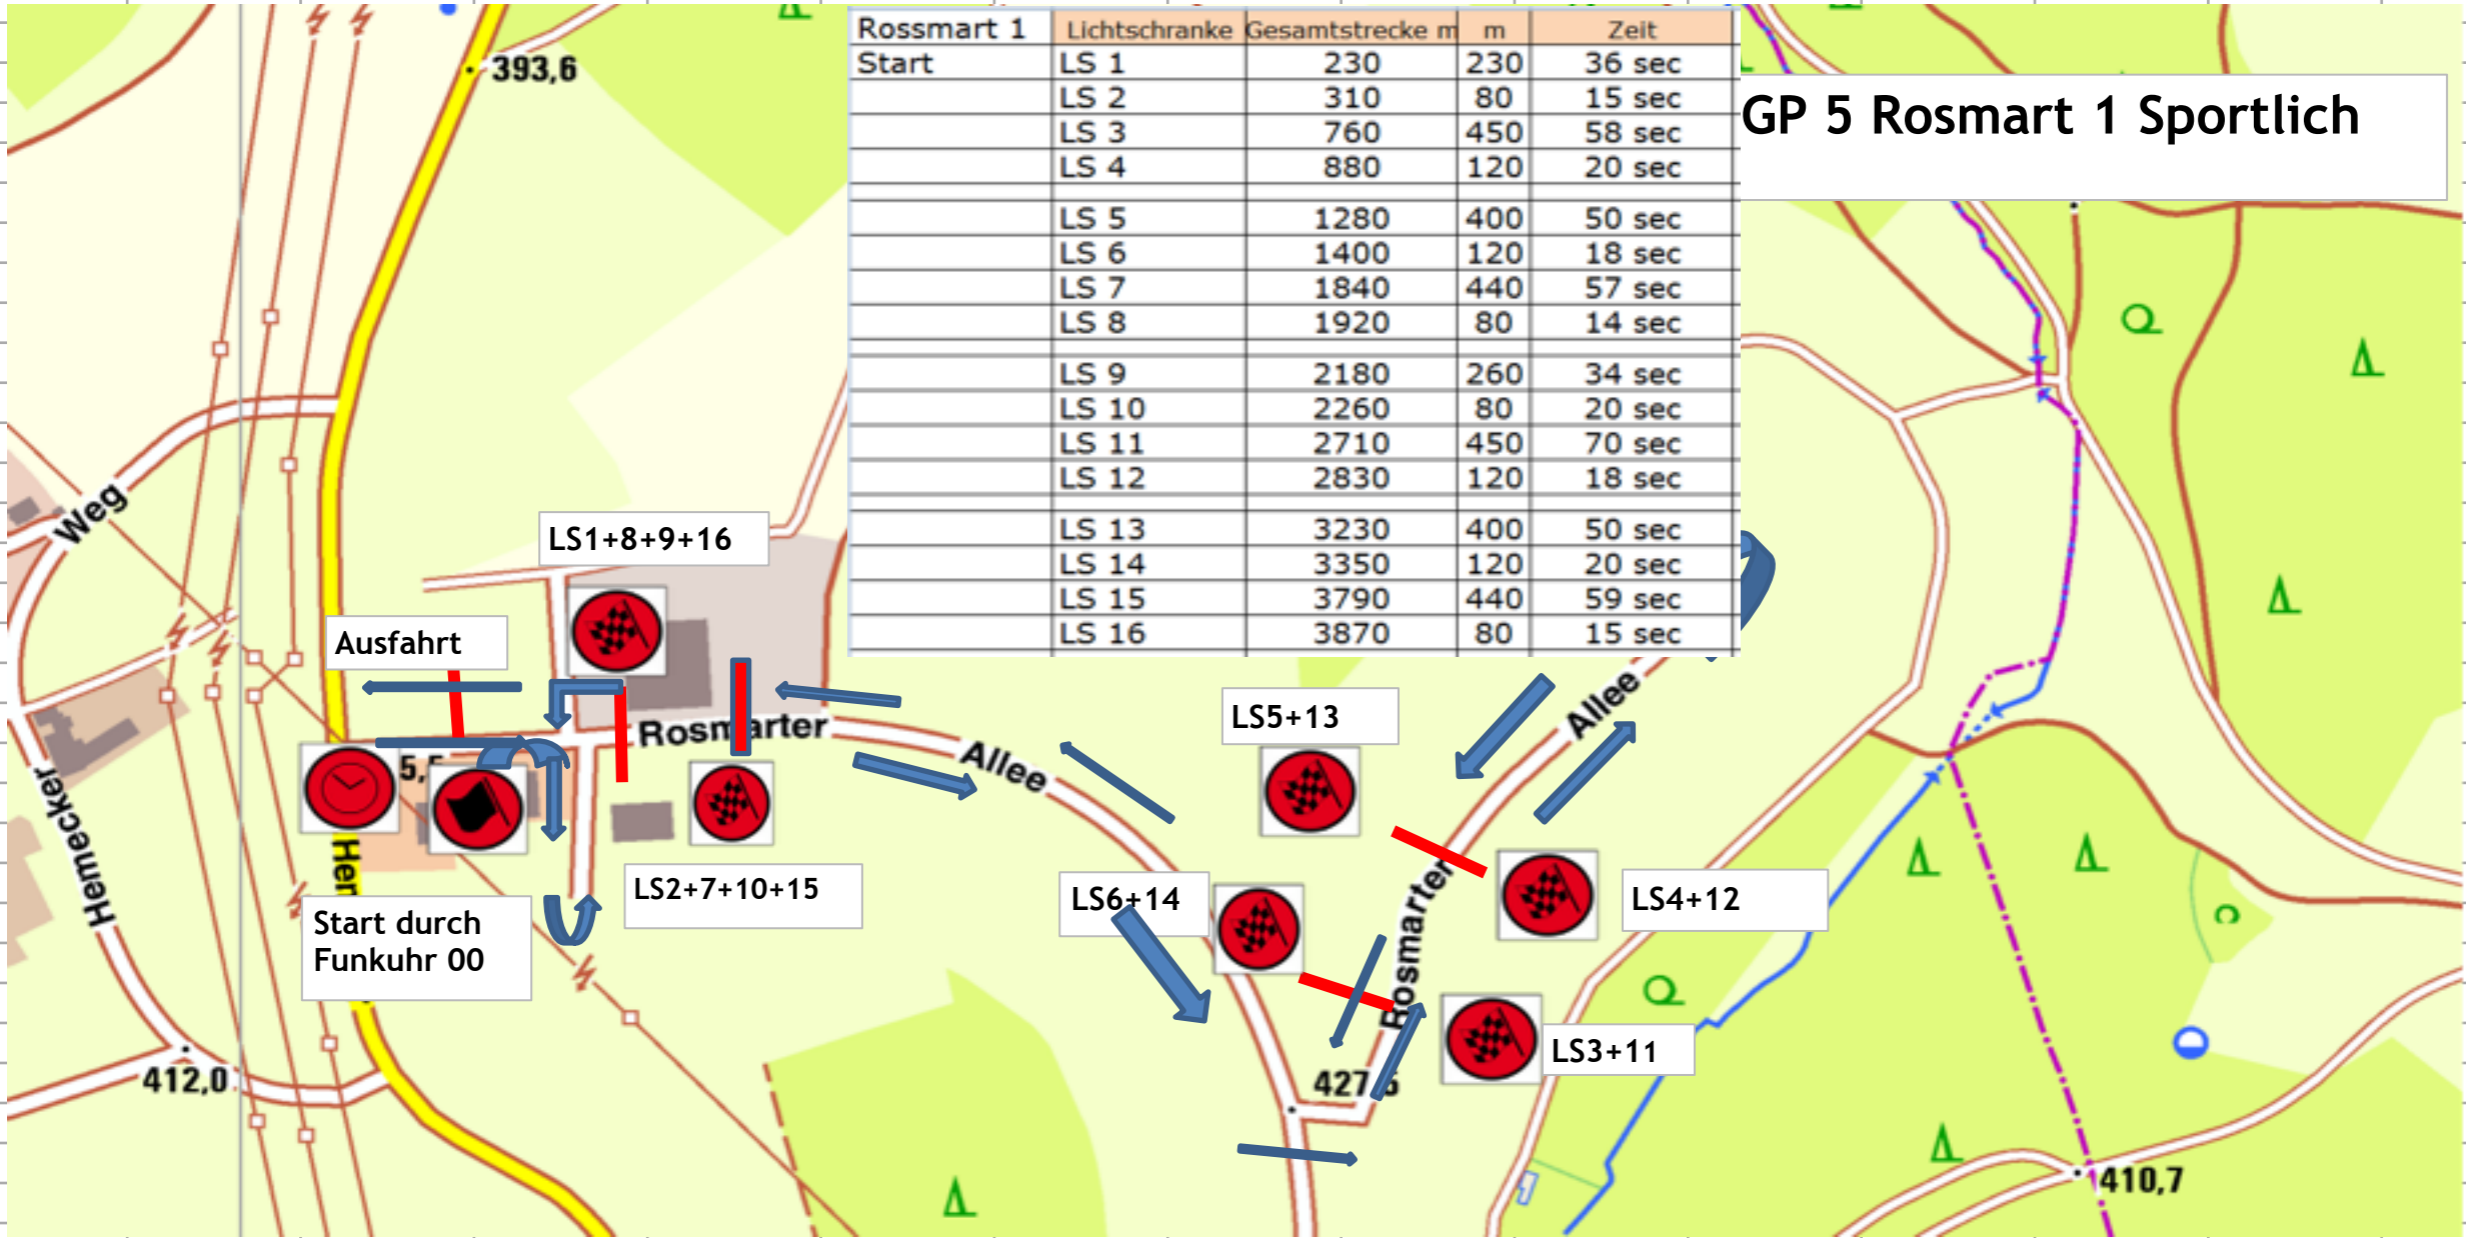 Rossmart 1 Lichtschranke Gesamtstrecke m m Zeit
Start LS 1 230 230 36 sec
LS 2 310 80 15 sec
LS 3 760 450 58 sec
LS 4 880 120 20 sec
LS 5 1280 400 50 sec
LS 6 1400 120 18 sec
LS 7 1840 440 57 sec
LS 8 1920 80 14 sec
LS 9 2180 260 34 sec
LS 10 2260 80 20 sec
LS 11 2710 450 70 sec
LS 12 2830 120 18 sec
LS 13 3230 400 50 sec
LS 14 3350 120 20 sec
LS 15 3790 440 59 sec
LS 16 3870 80 15 sec
GP 5 Rosmart 1 Sportlich
393,6
Weg
LS1+8+9+16
Ausfahrt
Rosmarter
Allee
LS5+13
Allee
Hemecker
Her
LS2+7+10+15
LS6+14
LS4+12
Rosmarter
Start durch
Funkuhr 00
LS3+11
412,0
410,7